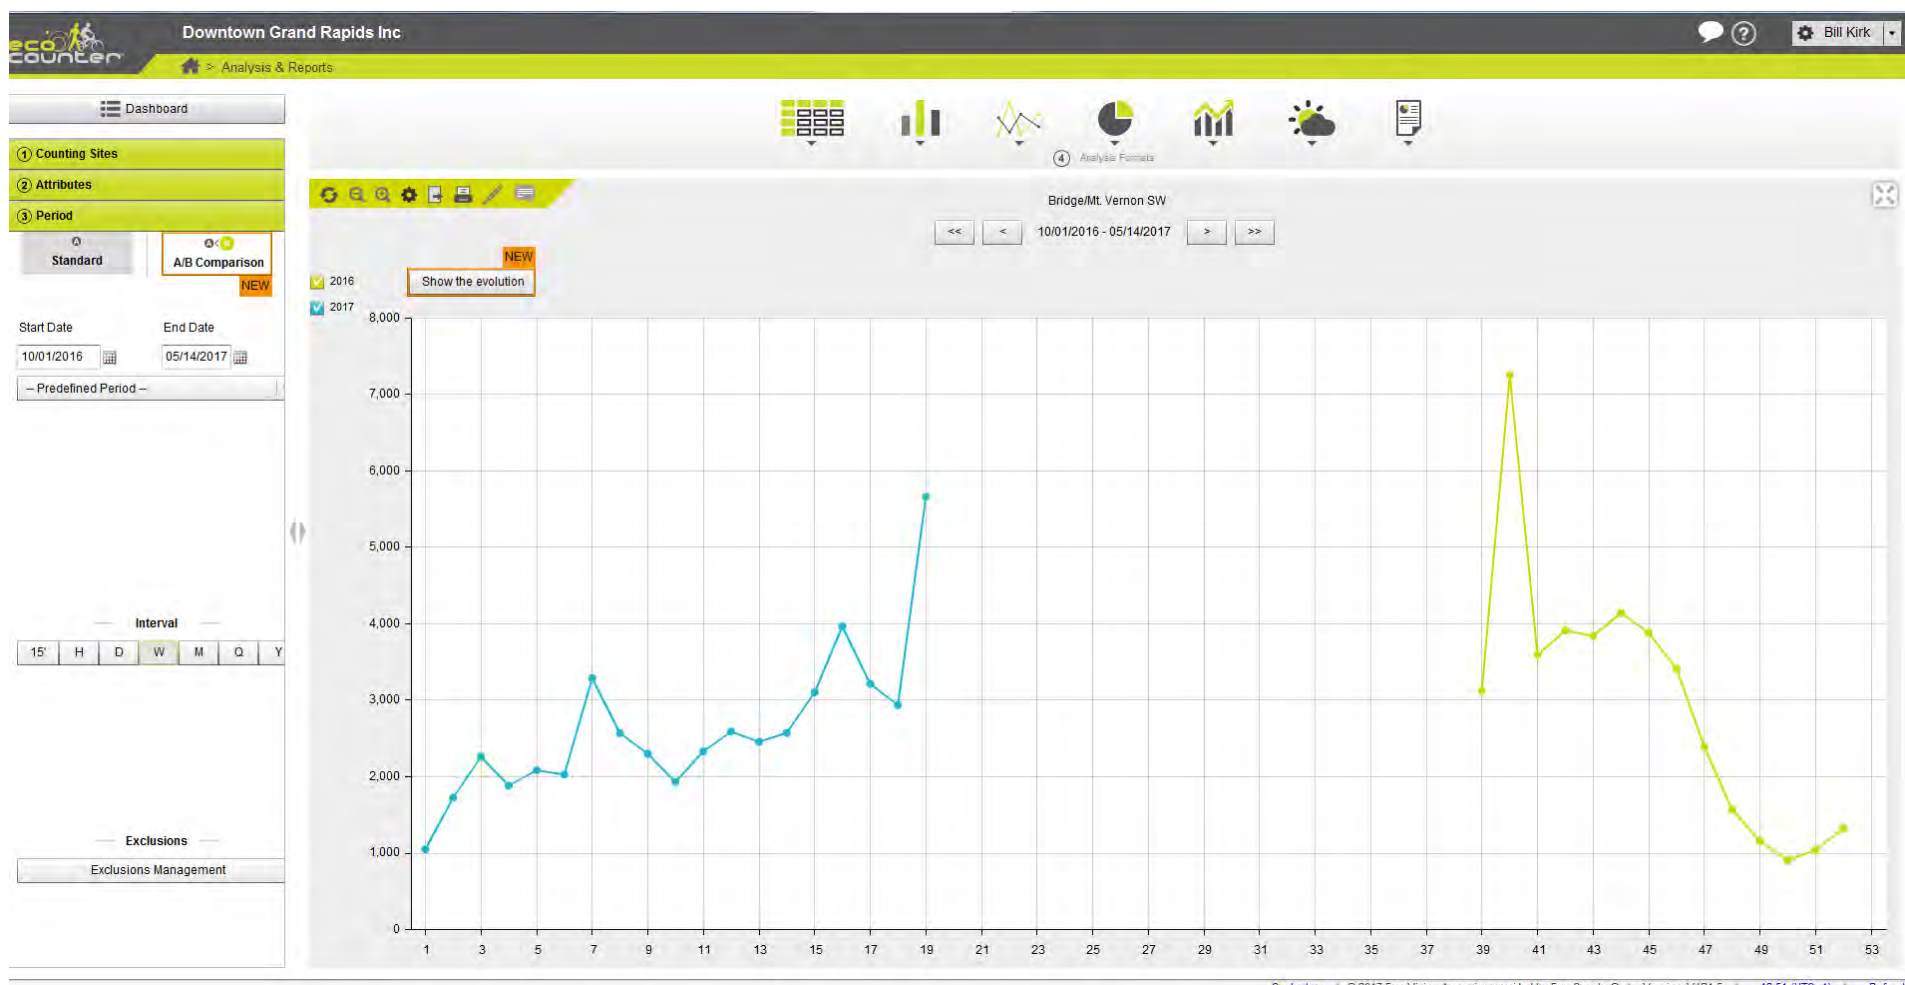 eco counter
Downtown Grand Rapids Inc
Bill Kirk
> Analysis & Reports
Dashboard
1 Counting Sites
2 Attributes
3 Period
A
Standard
A<
A/B Comparison
NEW
Start Date End Date
10/01/2016 05/14/2017
-- Predefined Period --
Interval
15' H D W M Q Y
Exclusions
Exclusions Management
4 Analysis Formats
Bridge/Mt. Vernon SW
<< < 10/01/2016 - 05/14/2017 > >>
NEW
2016 Show the evolution
2017
8,000
7,000
6,000
5,000
4,000
3,000
2,000
1,000
0
1 3 5 7 9 11 13 15 17 19 21 23 25 27 29 31 33 35 37 39 41 43 45 47 49 51 53